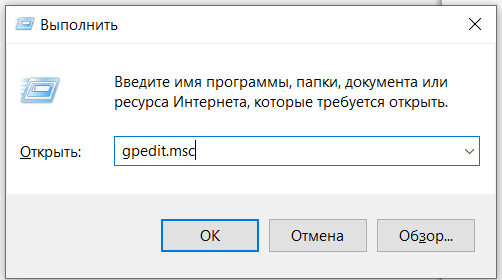 Выполнить
Введите имя программы, папки, документа или
ресурса Интернета, которые требуется открыть.
Открыть: gpedit.msc
OK Отмена Обзор...